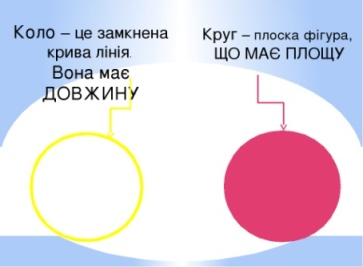 Коло – це замкнена
крива лінія.
Вона має
ДОВЖИНУ
Круг – плоска фігура,
ЩО МАЄ ПЛОЩУ